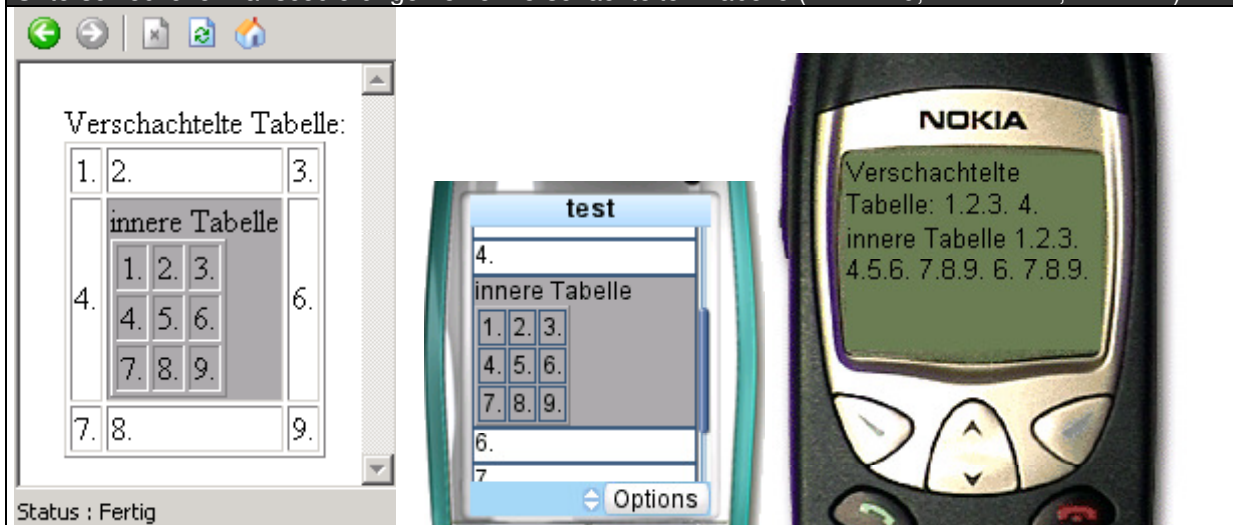 Verschachtelte Tabelle:
1. 2. 3.
4. innere Tabelle 6.
1. 2. 3.
4. 5. 6.
7. 8. 9.
7. 8. 9.
Status : Fertig
test
4.
innere Tabelle
1. 2. 3.
4. 5. 6.
7. 8. 9.
6.
7
Options
NOKIA
Verschachtelte
Tabelle: 1.2.3. 4.
innere Tabelle 1.2.3.
4.5.6. 7.8.9. 6. 7.8.9.